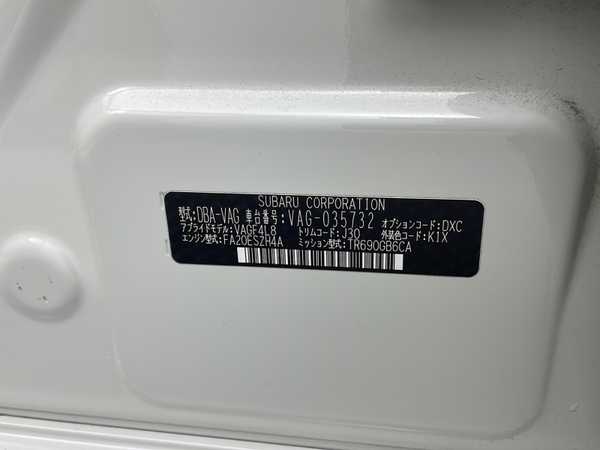 SUBARU CORPORATION
型式:DBA-VAG 車台番号:VAG-035732 オプションコード:DXC
アプライドモデル:VAGF4L8 トリムコード:J30 外装色コード:K1X
エンジン型式:FA20ESZH4A ミッション型式:TR690GB6CA